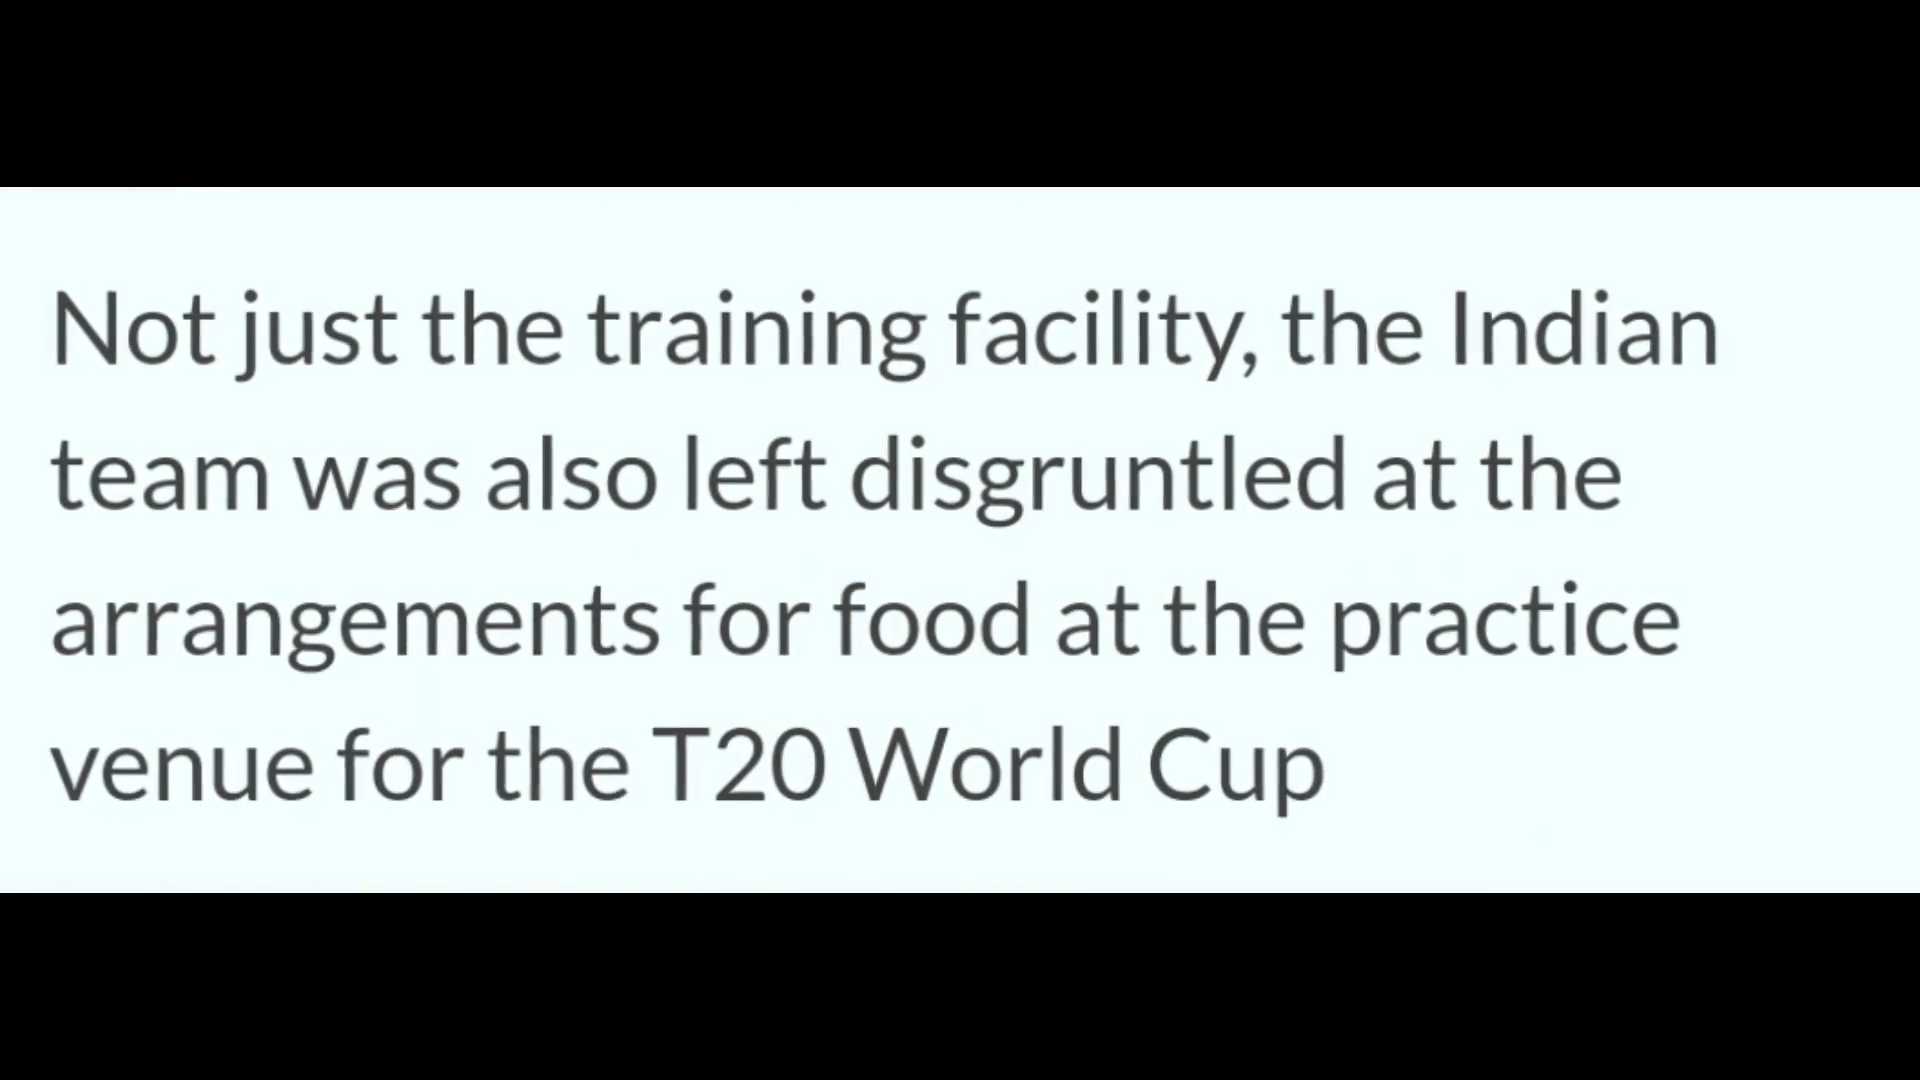 Not just the training facility, the Indian
team was also left disgruntled at the
arrangements for food at the practice
venue for the T20 World Cup